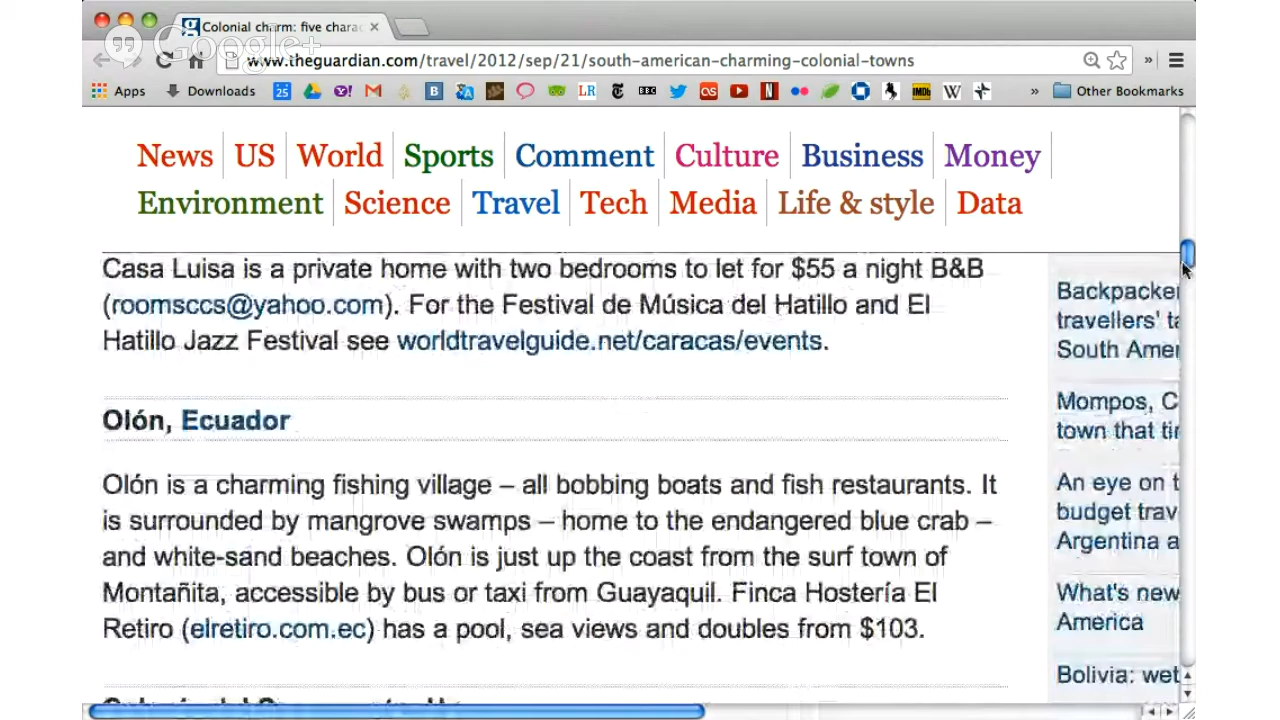 Colonial charm: five chara
Google+
www.theguardian.com/travel/2012/sep/21/south-american-charming-colonial-towns
Apps Downloads 25 Y! B LR T BBC N IMDb W » Other Bookmarks
News US World Sports Comment Culture Business Money
Environment Science Travel Tech Media Life & style Data
Casa Luisa is a private home with two bedrooms to let for $55 a night B&B
(roomsccs@yahoo.com). For the Festival de Música del Hatillo and El
Hatillo Jazz Festival see worldtravelguide.net/caracas/events.
Olón, Ecuador
Olón is a charming fishing village – all bobbing boats and fish restaurants. It
is surrounded by mangrove swamps – home to the endangered blue crab –
and white-sand beaches. Olón is just up the coast from the surf town of
Montañita, accessible by bus or taxi from Guayaquil. Finca Hostería El
Retiro (elretiro.com.ec) has a pool, sea views and doubles from $103.
Backpacker
travellers' ta
South Amer
Mompos, C
town that tin
An eye on t
budget trav
Argentina a
What's new
America
Bolivia: wet